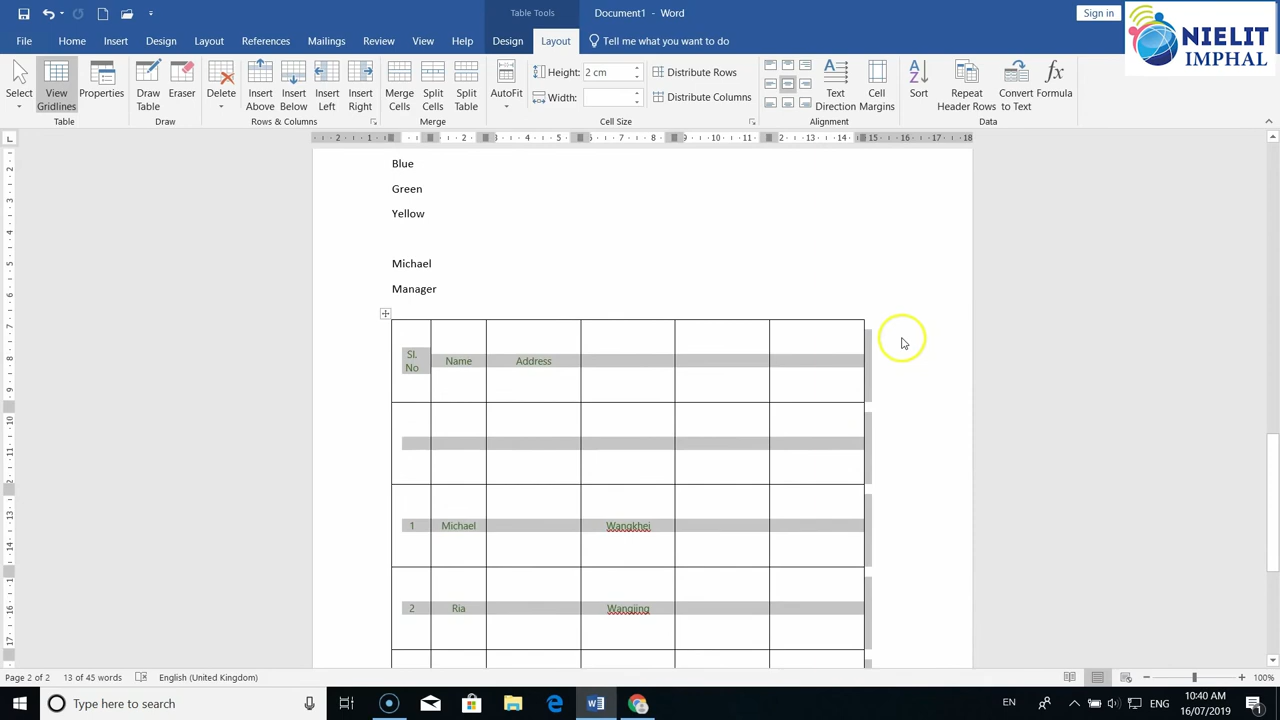 Table Tools
Document1 - Word
Sign in
NIELIT
IMPHAL
File Home Insert Design Layout References Mailings Review View Help Design Layout Tell me what you want to do
Select
View
Gridlines
Properties
Draw
Table
Eraser
Delete
Insert
Above
Insert
Below
Insert
Left
Insert
Right
Merge
Cells
Split
Cells
Split
Table
AutoFit
Height: 2 cm
Width:
Distribute Rows
Distribute Columns
Text
Direction
Cell
Margins
Sort
Repeat
Header Rows
Convert
to Text
Formula
Table Draw Rows & Columns Merge Cell Size Alignment Data
Blue
Green
Yellow
Michael
Manager
Sl.
No
Name Address
1 Michael Wangkhei
2 Ria Wangjing
Page 2 of 2 13 of 45 words English (United Kingdom) 100%
Type here to search
EN
ENG
10:40 AM
16/07/2019
1